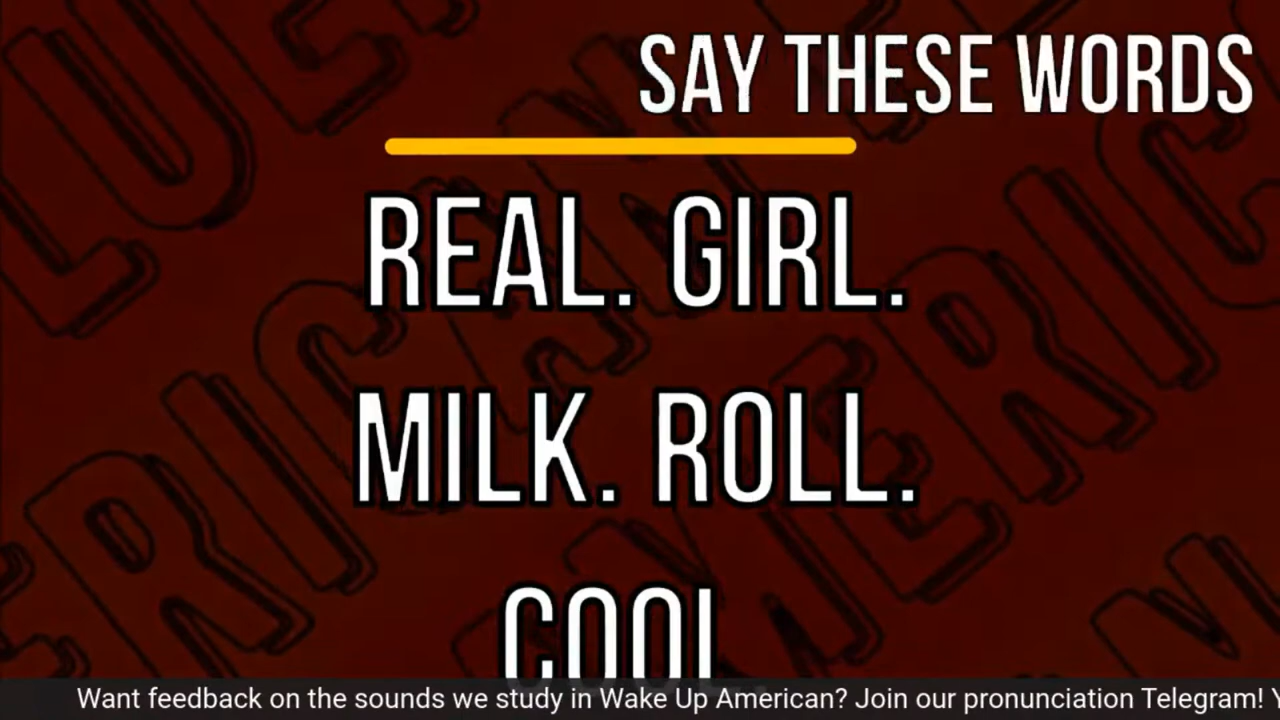 SAY THESE WORDS
REAL. GIRL.
MILK. ROLL.
COOL
Want feedback on the sounds we study in Wake Up American? Join our pronunciation Telegram!